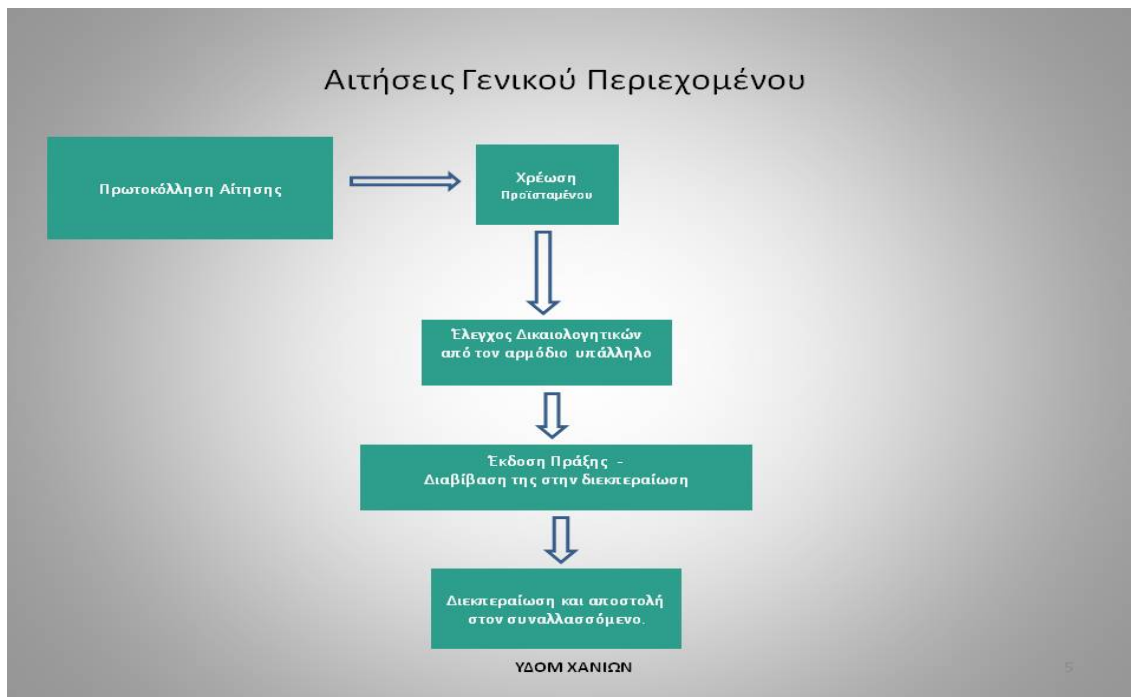 Αιτήσεις Γενικού Περιεχομένου
Πρωτοκόλληση Αίτησης
Χρέωση
Προϊσταμένου
Έλεγχος Δικαιολογητικών
από τον αρμόδιο υπάλληλο
Έκδοση Πράξης -
Διαβίβαση της στην διεκπεραίωση
Διεκπεραίωση και αποστολή
στον συναλλασσόμενο.
ΥΔΟΜ ΧΑΝΙΩΝ
5